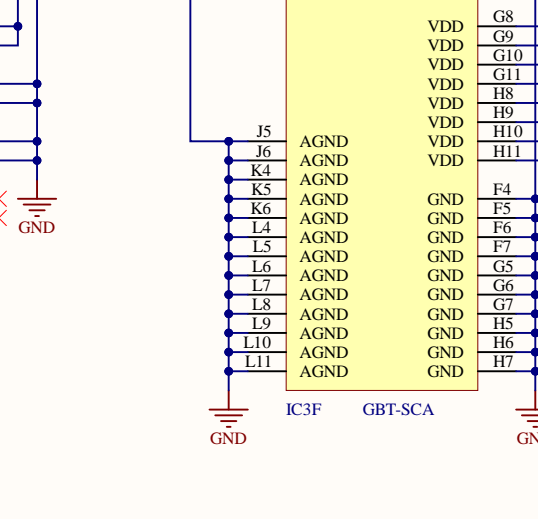 VDD G8
VDD G9
VDD G10
VDD G11
VDD H8
VDD H9
J5 AGND VDD H10
J6 AGND VDD H11
K4 AGND
K5 AGND GND F4
K6 AGND GND F5
L4 AGND GND F6
L5 AGND GND F7
L6 AGND GND G5
L7 AGND GND G6
L8 AGND GND G7
L9 AGND GND H5
L10 AGND GND H6
L11 AGND GND H7
GND
IC3F GBT-SCA
GND
GN